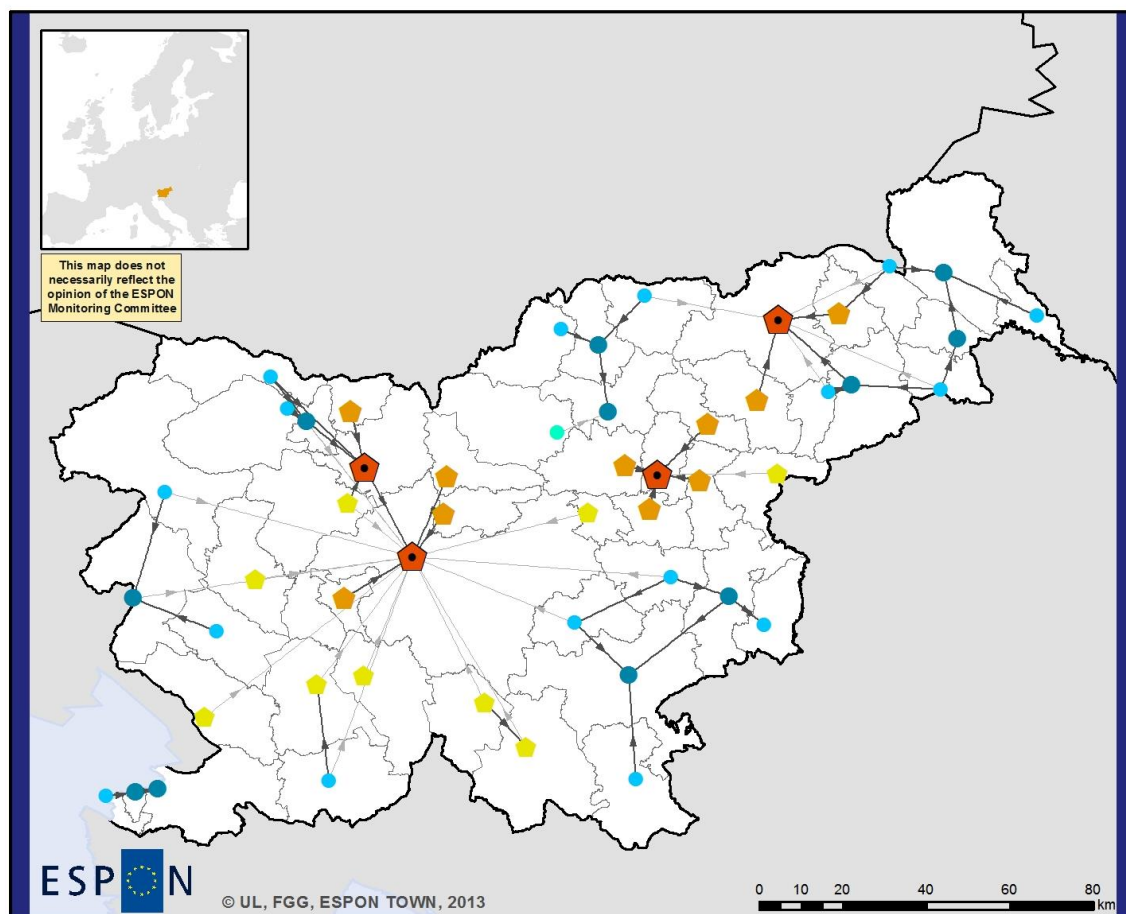 This map does not
necessarily reflect the
opinion of the ESPON
Monitoring Committee
ESPON
© UL, FGG, ESPON TOWN, 2013
0 5 10 20 40 60 80
km